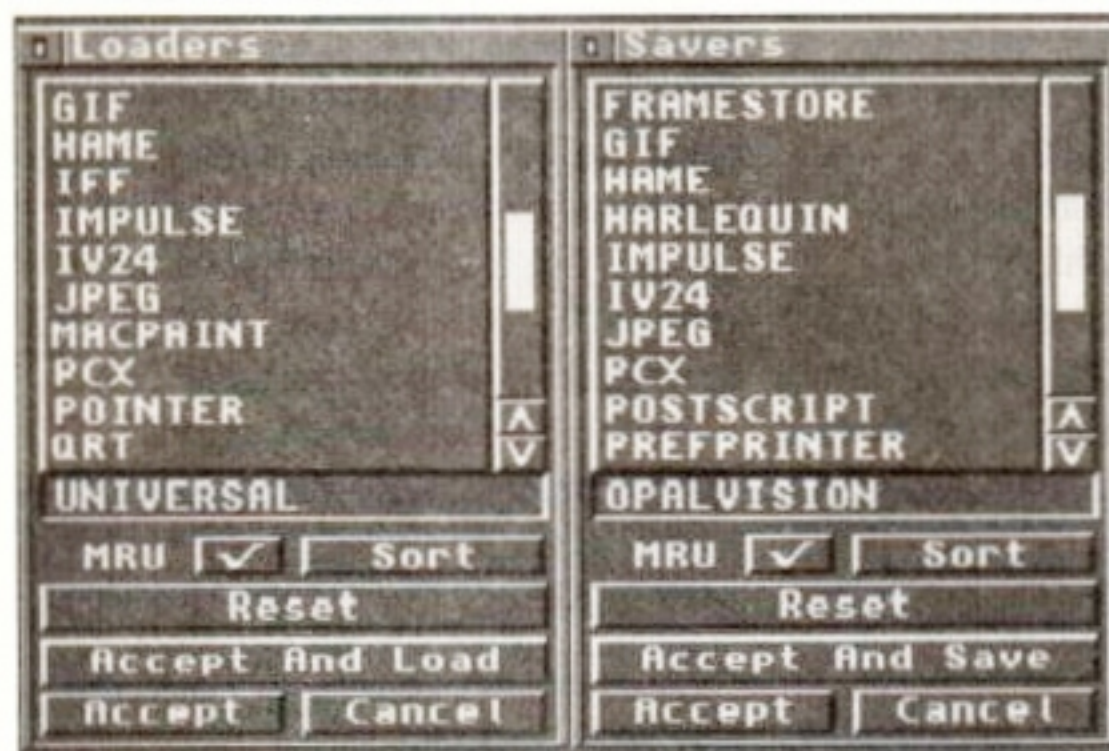 Loaders
GIF
HAME
IFF
IMPULSE
IV24
JPEG
MACPAINT
PCX
POINTER
QRT
UNIVERSAL
MRU Sort
Reset
Accept And Load
Accept Cancel
Savers
FRAMESTORE
GIF
HAME
HARLEQUIN
IMPULSE
IV24
JPEG
PCX
POSTSCRIPT
PREFPRINTER
OPALVISION
MRU Sort
Reset
Accept And Save
Accept Cancel